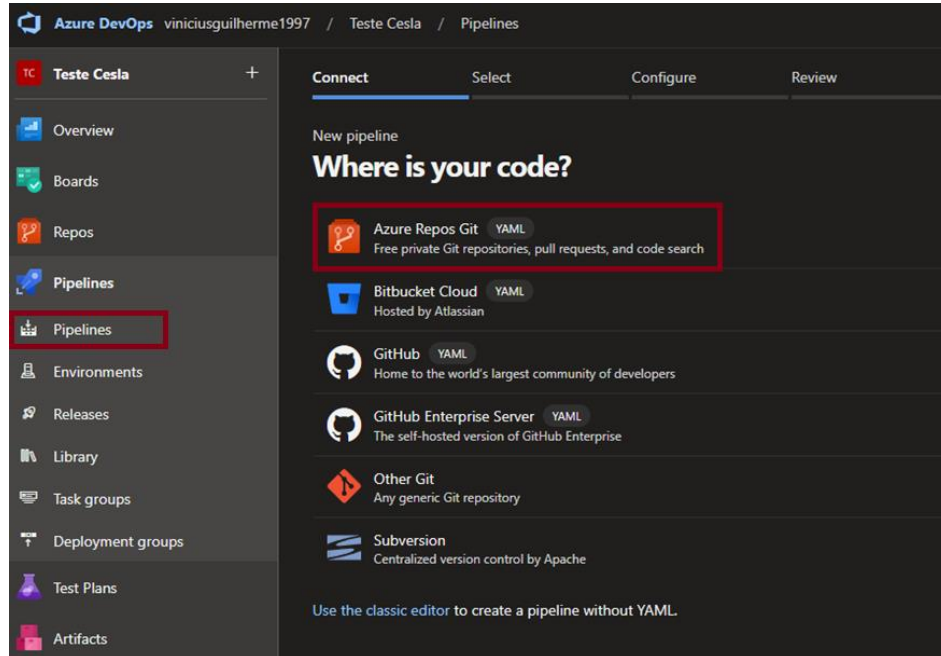 Azure DevOps viniciusguilherme1997 / Teste Cesla / Pipelines
TC Teste Cesla +
Overview
Boards
Repos
Pipelines
Pipelines
Environments
Releases
Library
Task groups
Deployment groups
Test Plans
Artifacts
Connect Select Configure Review
New pipeline
Where is your code?
Azure Repos Git YAML
Free private Git repositories, pull requests, and code search
Bitbucket Cloud YAML
Hosted by Atlassian
GitHub YAML
Home to the world's largest community of developers
GitHub Enterprise Server YAML
The self-hosted version of GitHub Enterprise
Other Git
Any generic Git repository
Subversion
Centralized version control by Apache
Use the classic editor to create a pipeline without YAML.